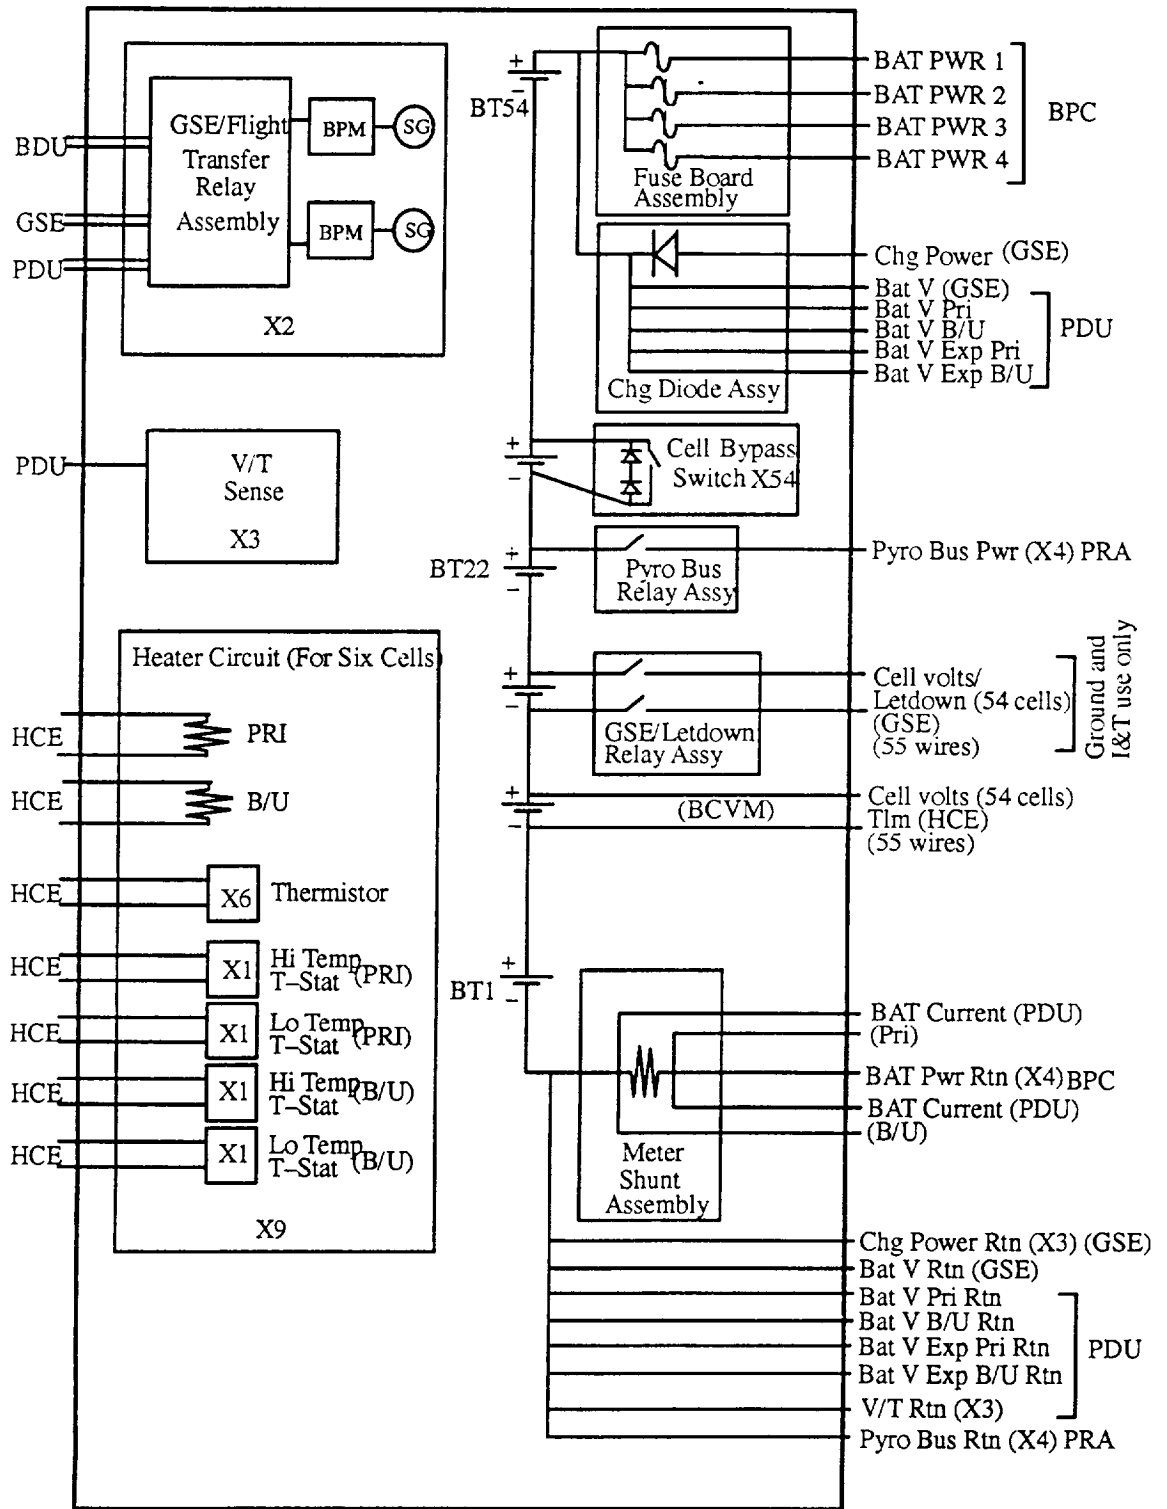 BDU
GSE
PDU
GSE/Flight
Transfer
Relay
Assembly
BPM
SG
BPM
SG
X2
PDU
V/T
Sense
X3
Heater Circuit (For Six Cells)
HCE
PRI
HCE
B/U
HCE
X6
Thermistor
HCE
X1
Hi Temp
T-Stat (PRI)
HCE
X1
Lo Temp
T-Stat (PRI)
HCE
X1
Hi Temp
T-Stat (B/U)
HCE
X1
Lo Temp
T-Stat (B/U)
X9
+
−
BT54
Fuse Board
Assembly
BAT PWR 1
BAT PWR 2
BAT PWR 3
BAT PWR 4
BPC
Chg Diode Assy
Chg Power (GSE)
Bat V (GSE)
Bat V Pri
Bat V B/U
Bat V Exp Pri
Bat V Exp B/U
PDU
+
−
Cell Bypass
Switch X54
BT22
+
−
Pyro Bus
Relay Assy
Pyro Bus Pwr (X4) PRA
+
−
GSE/Letdown
Relay Assy
Cell volts/
Letdown (54 cells)
(GSE)
(55 wires)
Ground and
I&T use only
+
−
(BCVM)
Cell volts (54 cells)
Tlm (HCE)
(55 wires)
+
−
BT1
Meter
Shunt
Assembly
BAT Current (PDU)
(Pri)
BAT Pwr Rtn (X4) BPC
BAT Current (PDU)
(B/U)
Chg Power Rtn (X3) (GSE)
Bat V Rtn (GSE)
Bat V Pri Rtn
Bat V B/U Rtn
Bat V Exp Pri Rtn
Bat V Exp B/U Rtn
V/T Rtn (X3)
PDU
Pyro Bus Rtn (X4) PRA